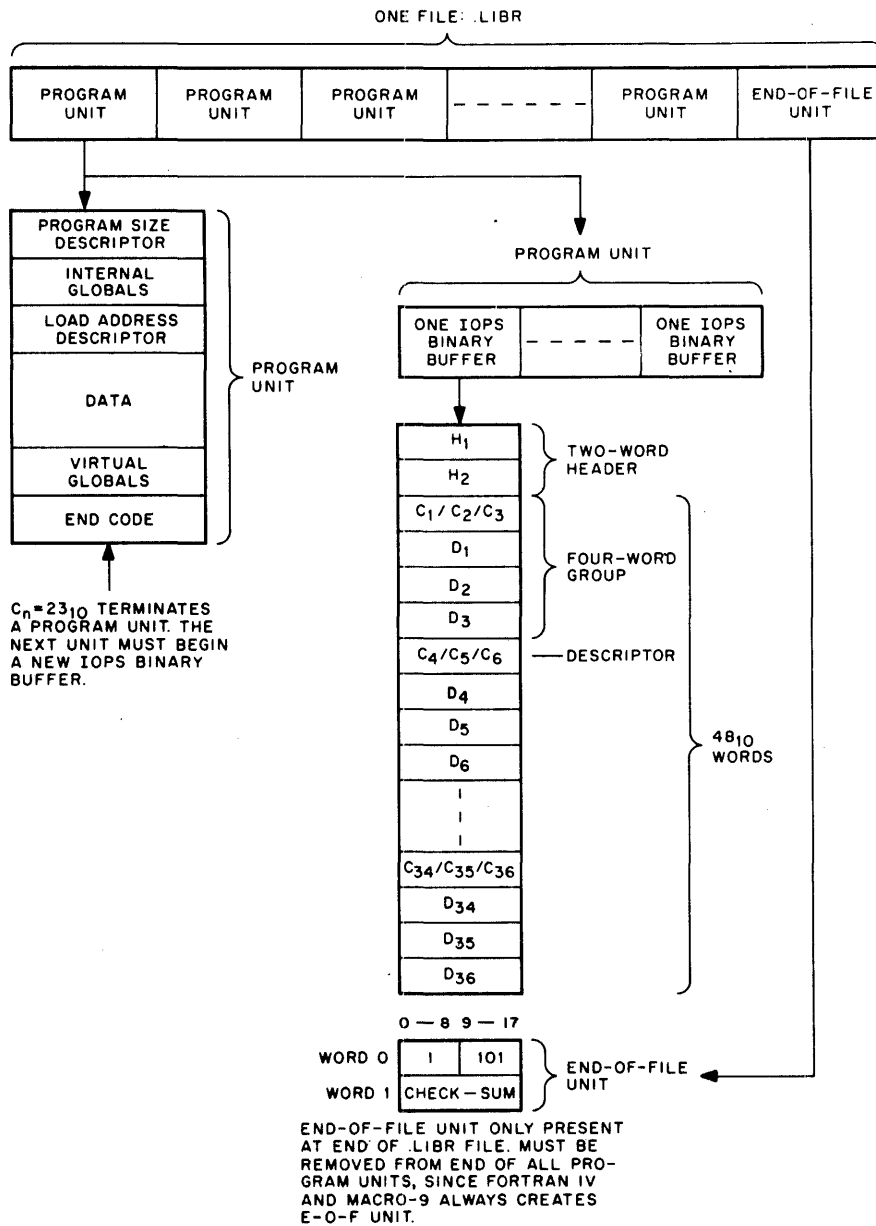 ONE FILE: .LIBR
PROGRAM
UNIT
PROGRAM
UNIT
PROGRAM
UNIT
PROGRAM
UNIT
END-OF-FILE
UNIT
PROGRAM SIZE
DESCRIPTOR
INTERNAL
GLOBALS
LOAD ADDRESS
DESCRIPTOR
DATA
VIRTUAL
GLOBALS
END CODE
PROGRAM
UNIT
Cn=23₁₀ TERMINATES
A PROGRAM UNIT. THE
NEXT UNIT MUST BEGIN
A NEW IOPS BINARY
BUFFER.
PROGRAM UNIT
ONE IOPS
BINARY
BUFFER
ONE IOPS
BINARY
BUFFER
H₁
H₂
TWO-WORD
HEADER
C₁/C₂/C₃
D₁
D₂
D₃
FOUR-WORD
GROUP
C₄/C₅/C₆
DESCRIPTOR
D₄
D₅
D₆
48₁₀
WORDS
C₃₄/C₃₅/C₃₆
D₃₄
D₃₅
D₃₆
0 — 8 9 — 17
WORD 0 1 101
WORD 1 CHECK-SUM
END-OF-FILE
UNIT
END-OF-FILE UNIT ONLY PRESENT
AT END OF .LIBR FILE. MUST BE
REMOVED FROM END OF ALL PRO-
GRAM UNITS, SINCE FORTRAN IV
AND MACRO-9 ALWAYS CREATES
E-O-F UNIT.